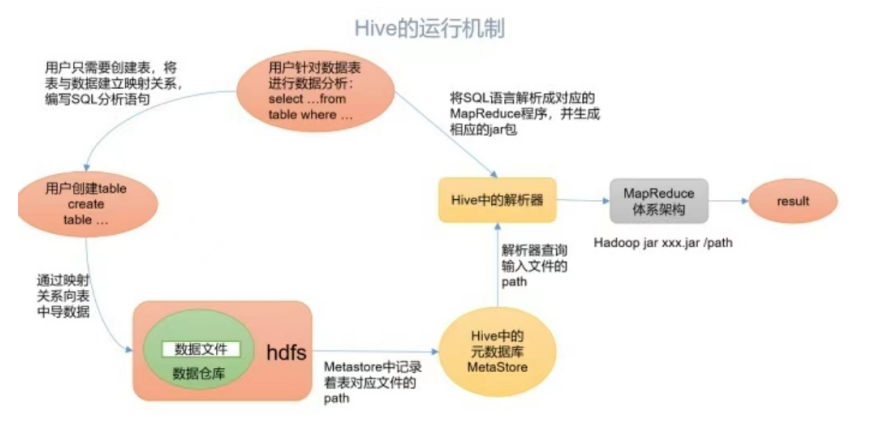 Hive的运行机制
用户只需要创建表，将
表与数据建立映射关系，
编写SQL分析语句
用户针对数据表
进行数据分析：
select ...from
table where ...
将SQL语言解析成对应的
MapReduce程序，并生成
相应的jar包
用户创建table
create
table ...
Hive中的解析器
MapReduce
体系架构
result
Hadoop jar xxx.jar /path
解析器查询
输入文件的
path
通过映射
关系向表
中导数据
数据文件
数据仓库
hdfs
Metastore中记录
着表对应文件的
path
Hive中的
元数据库
MetaStore